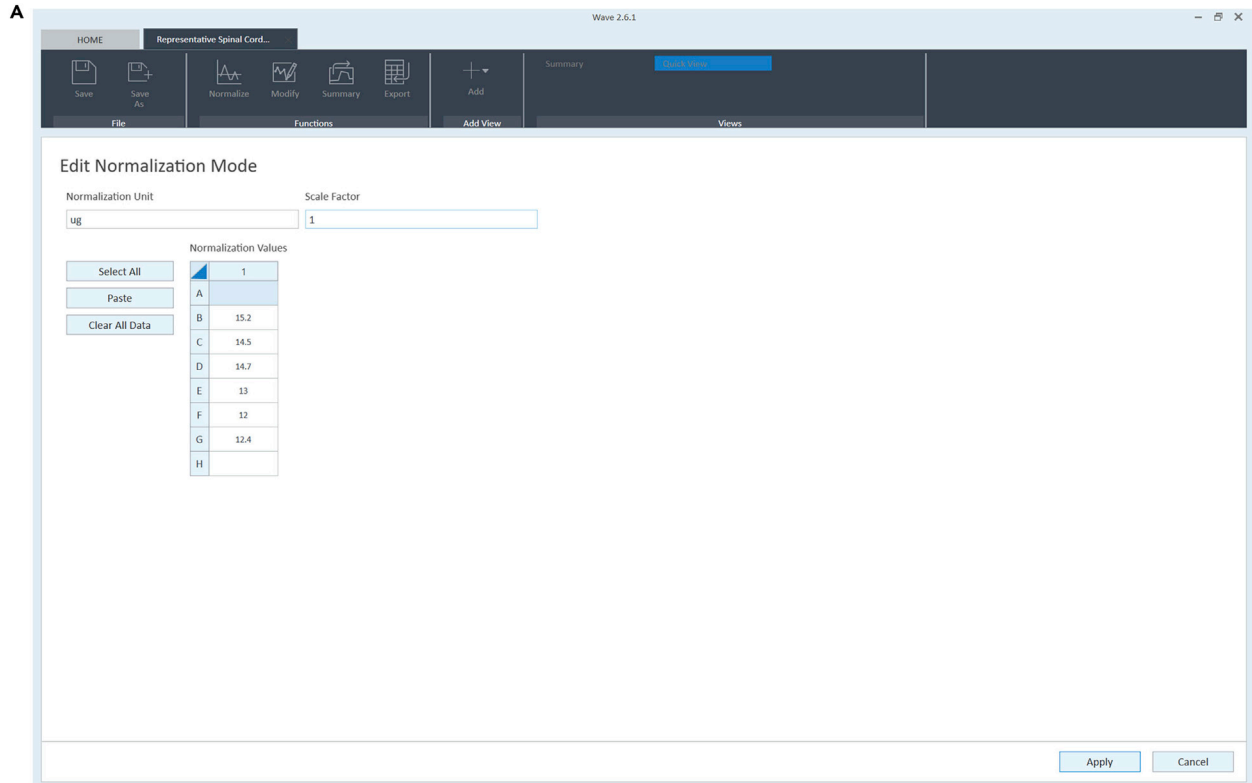 A
Wave 2.6.1
HOME Representative Spinal Cord...
Summary Quick View
Save Save As Normalize Modify Summary Export Add
File Functions Add View Views
Edit Normalization Mode
Normalization Unit Scale Factor
ug 1
Normalization Values
Select All 1
Paste A
Clear All Data B 15.2
C 14.5
D 14.7
E 13
F 12
G 12.4
H
Apply Cancel